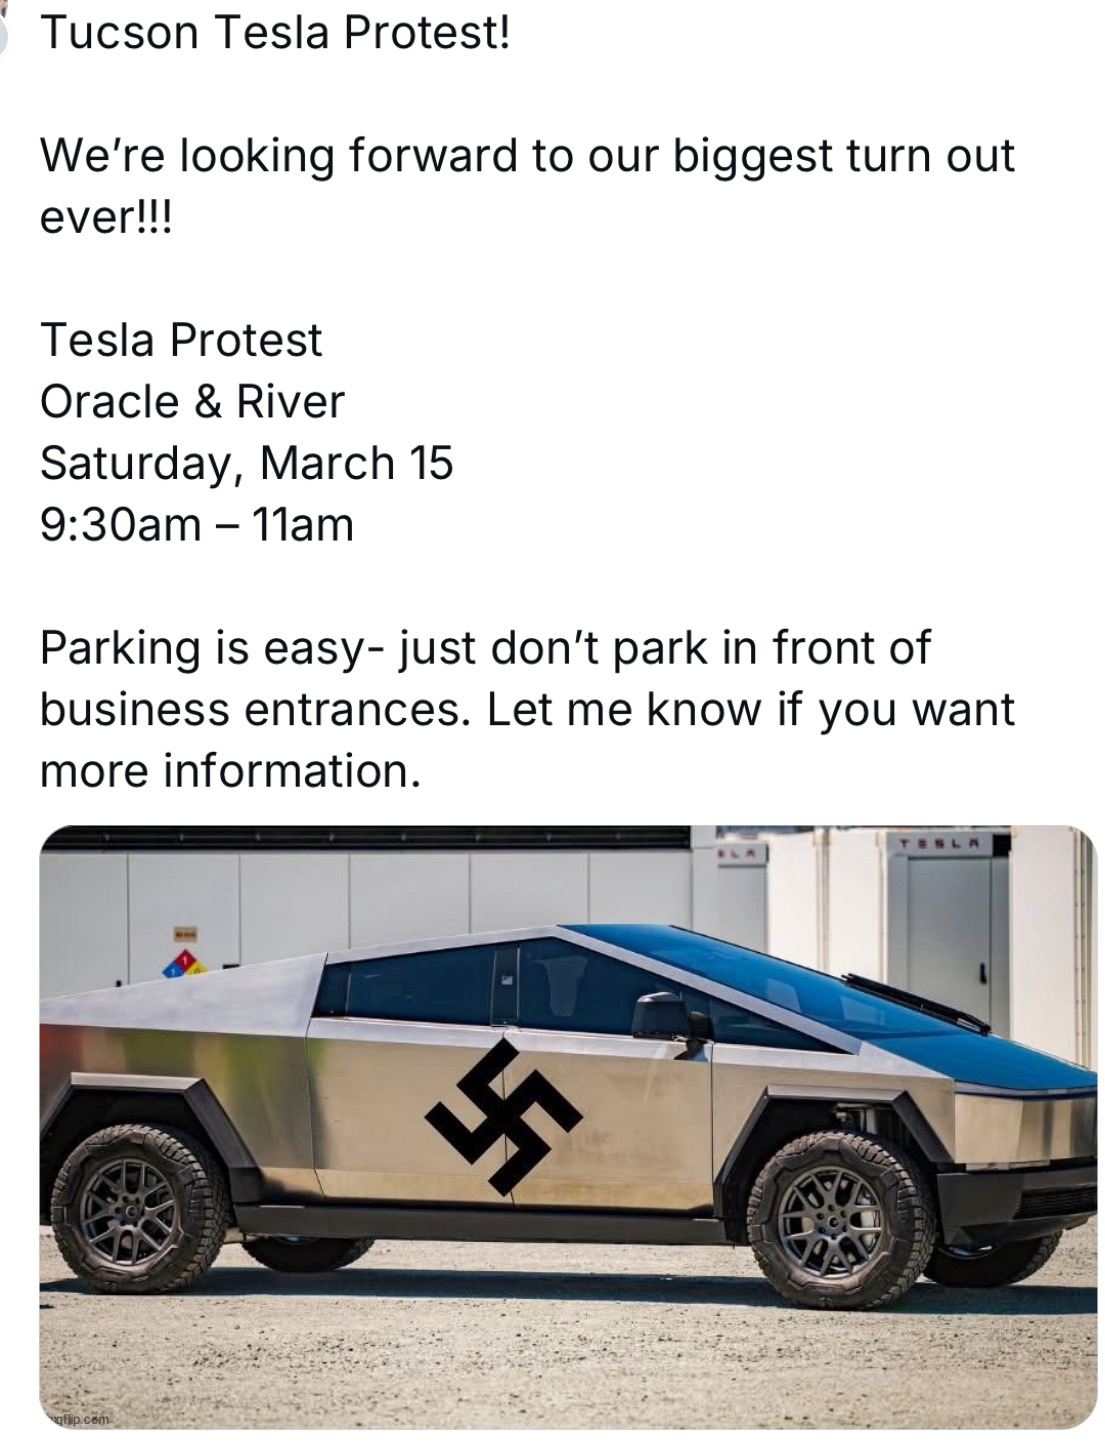 Tucson Tesla Protest!
We’re looking forward to our biggest turn out
ever!!!
Tesla Protest
Oracle & River
Saturday, March 15
9:30am – 11am
Parking is easy- just don’t park in front of
business entrances. Let me know if you want
more information.
TESLA